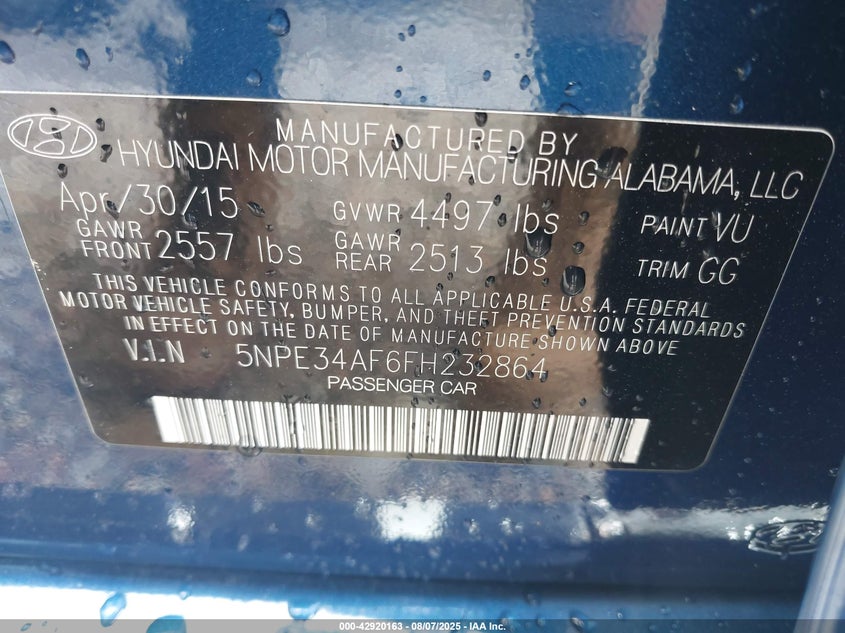 MANUFACTURED BY
HYUNDAI MOTOR MANUFACTURING ALABAMA, LLC
Apr/30/15 GVWR 4497 lbs PAINT VU
GAWR FRONT 2557 lbs GAWR REAR 2513 lbs TRIM GG
THIS VEHICLE CONFORMS TO ALL APPLICABLE U.S.A. FEDERAL
MOTOR VEHICLE SAFETY, BUMPER, AND THEFT PREVENTION STANDARDS
IN EFFECT ON THE DATE OF MANUFACTURE SHOWN ABOVE.
V.I.N 5NPE34AF6FH232864
PASSENGER CAR
000-42920163 - 08/07/2025 - © IAA Inc.